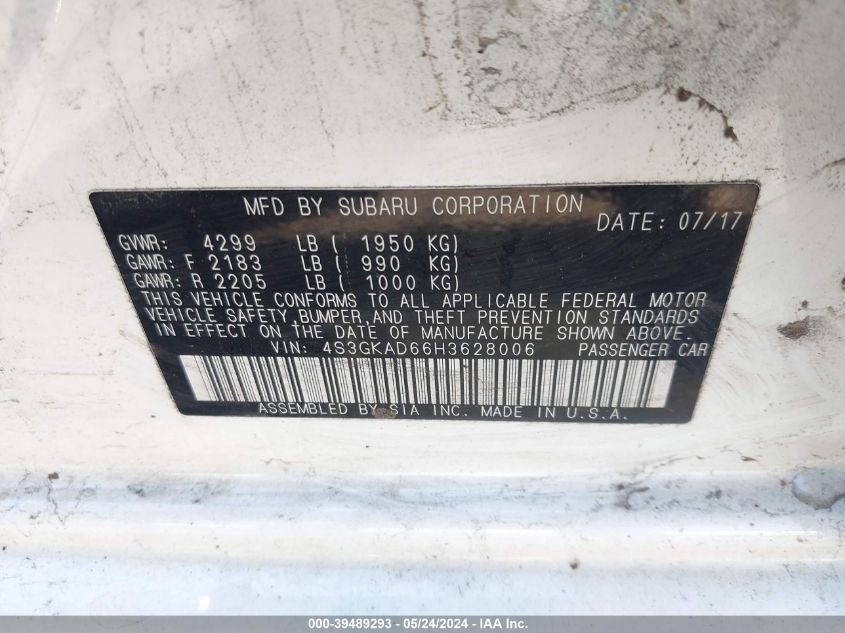 MFD BY SUBARU CORPORATION
DATE: 07/17
GVWR: 4299 LB ( 1950 KG)
GAWR: F 2183 LB ( 990 KG)
GAWR: R 2205 LB ( 1000 KG)
THIS VEHICLE CONFORMS TO ALL APPLICABLE FEDERAL MOTOR
VEHICLE SAFETY, BUMPER, AND THEFT PREVENTION STANDARDS
IN EFFECT ON THE DATE OF MANUFACTURE SHOWN ABOVE.
VIN: 4S3GKAD66H3628006 PASSENGER CAR
ASSEMBLED BY SIA INC. MADE IN U.S.A.
000-39489293 - 05/24/2024 - IAA Inc.